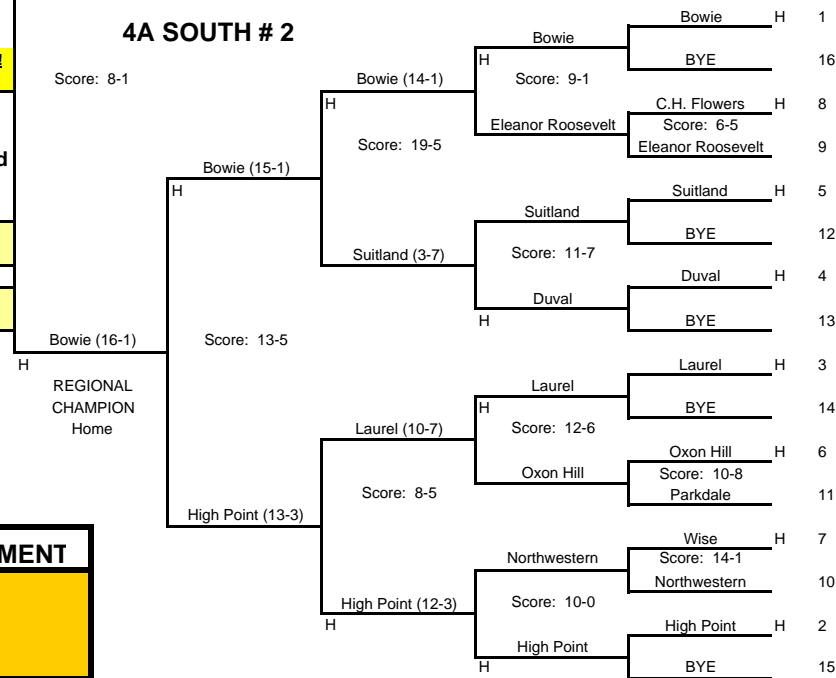 4A SOUTH # 2
Bowie H 1
Bowie
!
H BYE 16
Score: 8-1 Bowie (14-1) Score: 9-1
H C.H. Flowers H 8
Eleanor Roosevelt Score: 6-5
Score: 19-5 Eleanor Roosevelt 9
d
Bowie (15-1)
H Suitland H 5
Suitland
BYE 12
Suitland (3-7) Score: 11-7
Duval H 4
Duval
H BYE 13
Bowie (16-1) Score: 13-5
H Laurel H 3
REGIONAL Laurel
CHAMPION H BYE 14
Home Laurel (10-7) Score: 12-6
Oxon Hill H 6
Oxon Hill Score: 10-8
Score: 8-5 Parkdale 11
High Point (13-3)
Wise H 7
MENT Northwestern Score: 14-1
Northwestern 10
High Point (12-3) Score: 10-0
H High Point H 2
High Point
H BYE 15